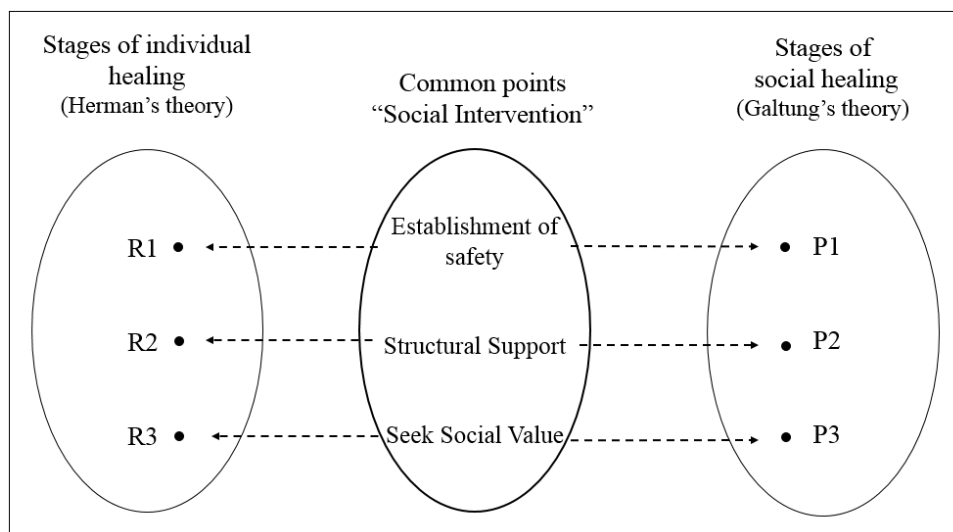 Stages of individual
healing
(Herman's theory)
Common points
“Social Intervention”
Stages of
social healing
(Galtung's theory)
R1
Establishment of
safety
P1
R2
Structural Support
P2
R3
Seek Social Value
P3